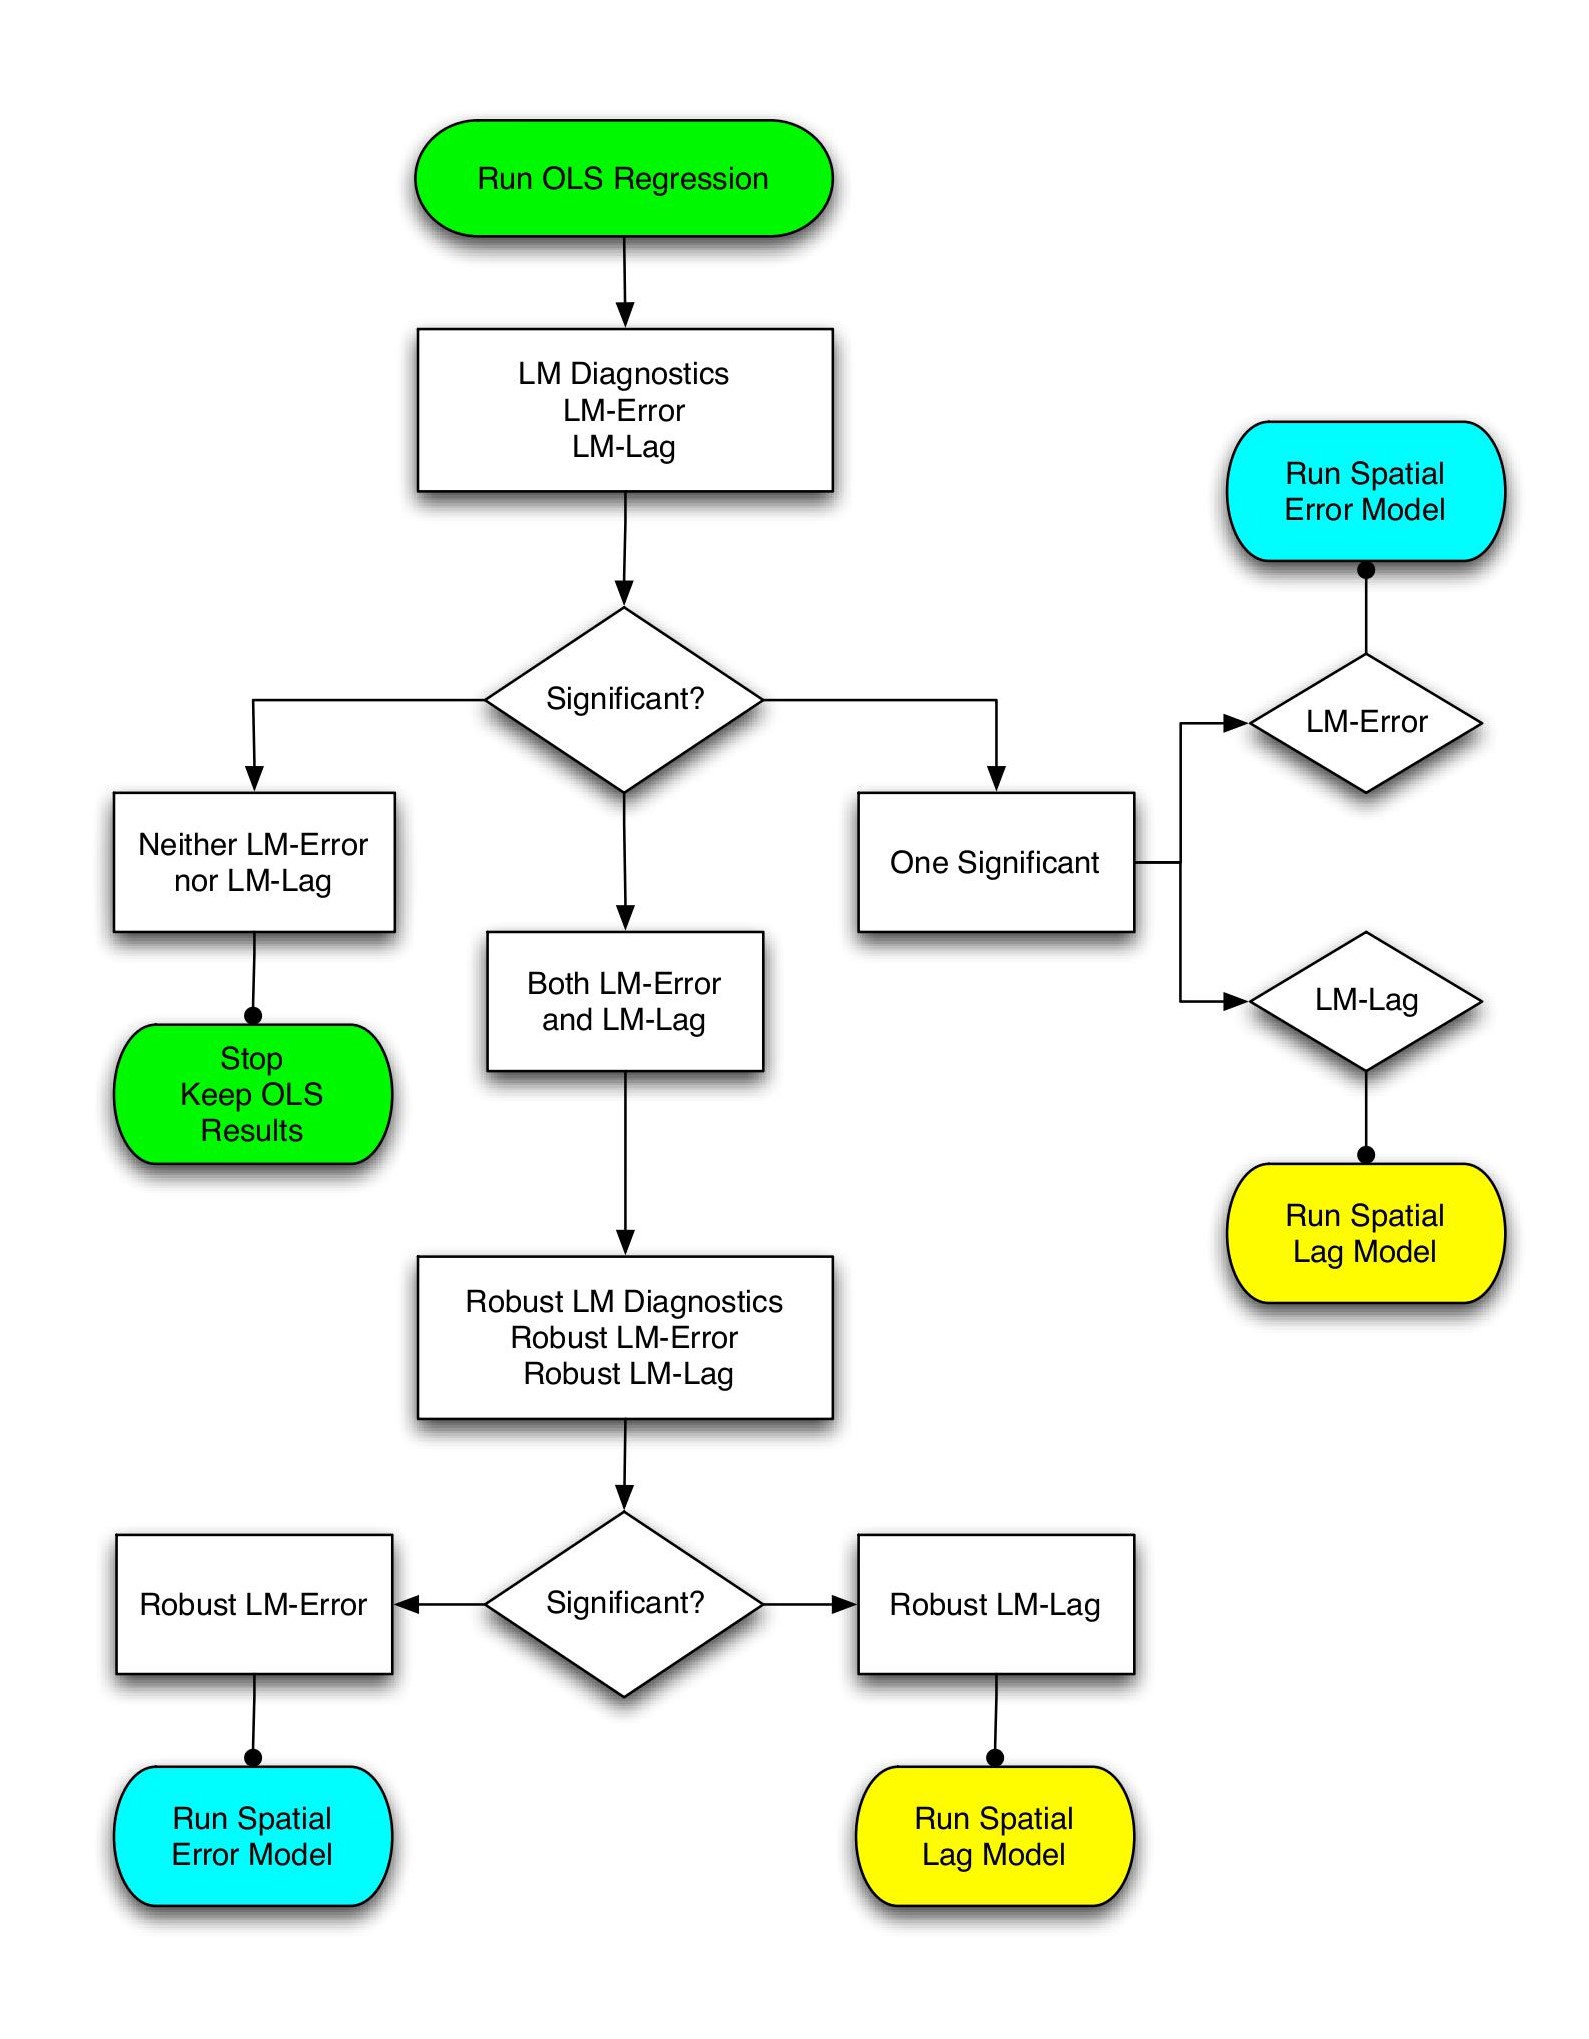 Run OLS Regression
LM Diagnostics
LM-Error
LM-Lag
Run Spatial
Error Model
Significant?
LM-Error
Neither LM-Error
nor LM-Lag
One Significant
Both LM-Error
and LM-Lag
LM-Lag
Stop
Keep OLS
Results
Run Spatial
Lag Model
Robust LM Diagnostics
Robust LM-Error
Robust LM-Lag
Robust LM-Error
Significant?
Robust LM-Lag
Run Spatial
Error Model
Run Spatial
Lag Model